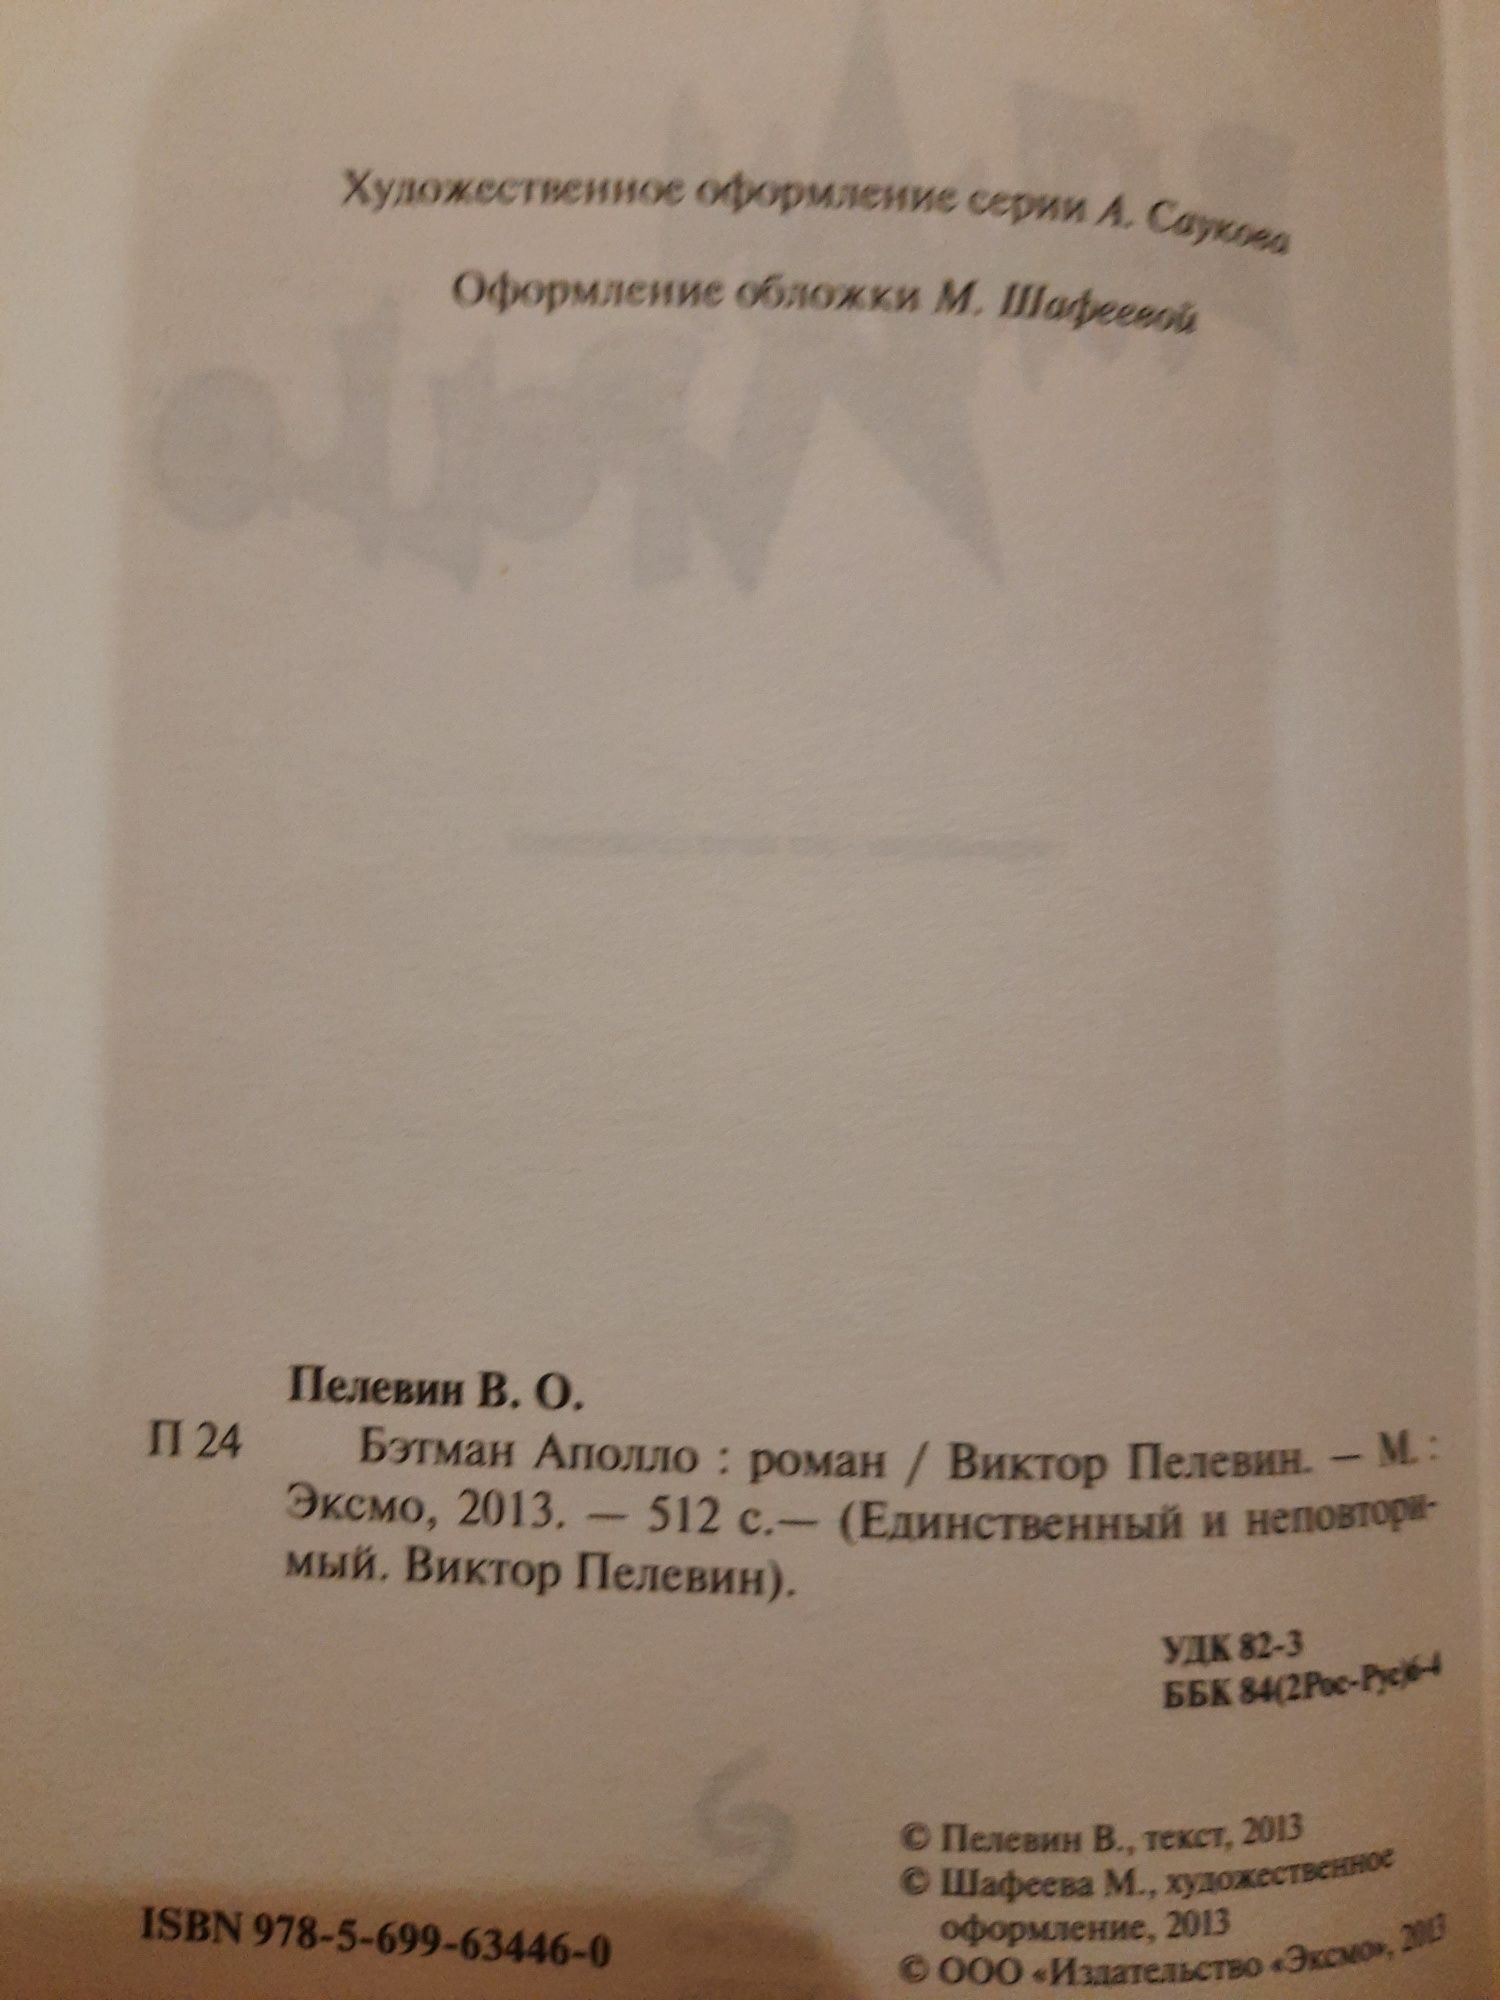 Художественное оформление серии А. Саукова
Оформление обложки М. Шафеевой
Пелевин В. О.
П 24 Бэтман Аполло : роман / Виктор Пелевин. – М. :
Эксмо, 2013. — 512 с.— (Единственный и неповтори-
мый. Виктор Пелевин).
УДК 82-3
ББК 84(2Рос-Рус)6-4
© Пелевин В., текст, 2013
© Шафеева М., художественное
оформление, 2013
ISBN 978-5-699-63446-0
© ООО «Издательство «Эксмо», 2013